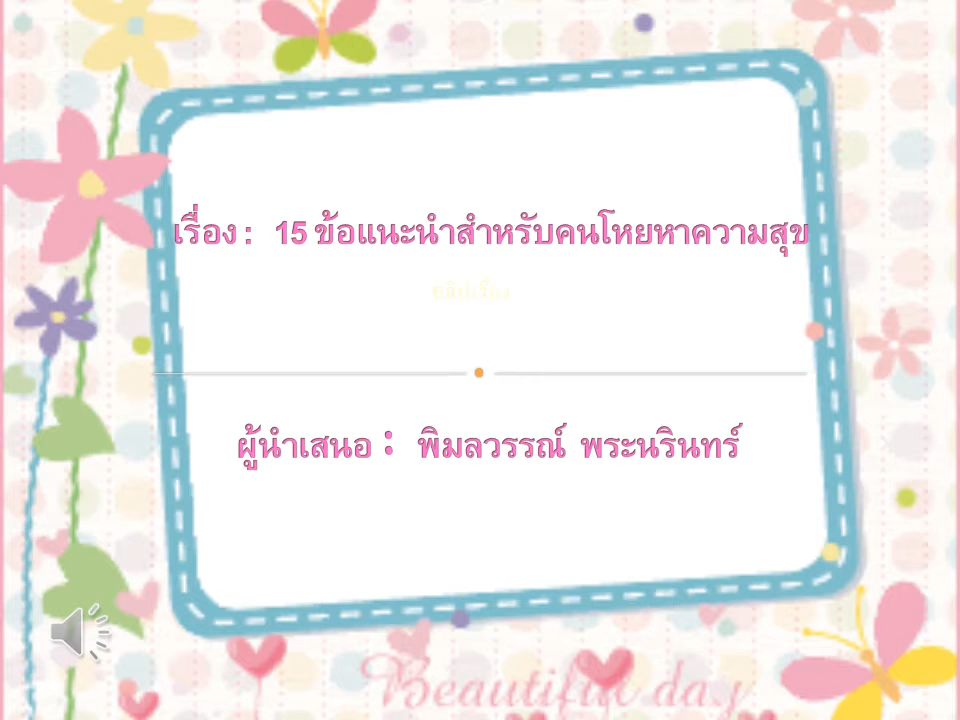 เรื่อง : 15 ข้อแนะนำสำหรับคนโหยหาความสุข
ผู้นำเสนอ : พิมลวรรณ์ พระนรินทร์
Beautiful day